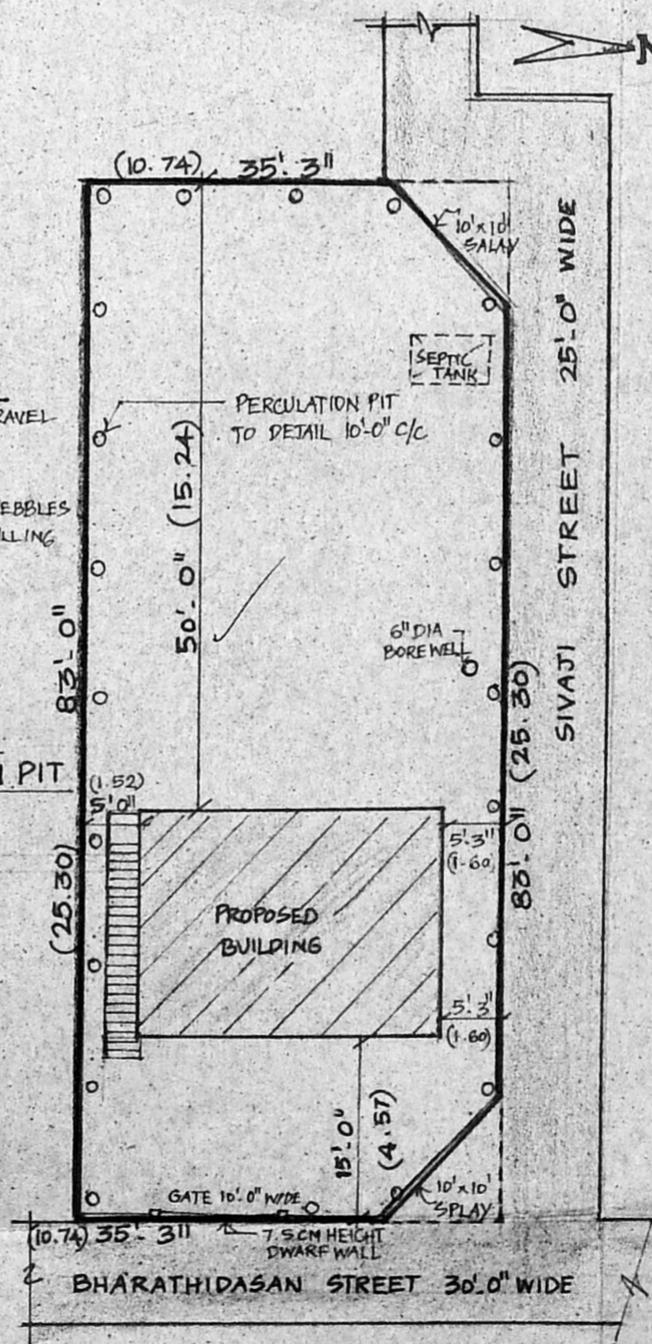 N
(10.74) 35'-3"
10'x10'
SALAY
SIVAJI STREET 25'-0" WIDE
SEPTIC
TANK
PERCULATION PIT
TO DETAIL 10'-0" C/C
RAVEL
EBBLES
LLING
50'-0" (15.24)
83'-0"
(25.30)
6" DIA
BOREWELL
83'-0" (25.30)
PIT
(1.52)
5'0"
5'-3"
(1.60)
PROPOSED
BUILDING
5'-3"
(1.60)
15'-0"
(4.57)
10'x10'
SPLAY
GATE 10'-0" WIDE
(10.74) 35'-3"
7.5 CM HEIGHT
DWARF WALL
BHARATHIDASAN STREET 30'-0" WIDE